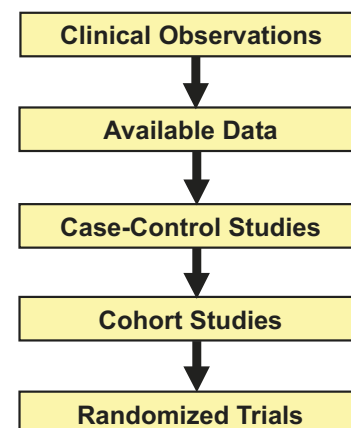 Clinical Observations
Available Data
Case-Control Studies
Cohort Studies
Randomized Trials